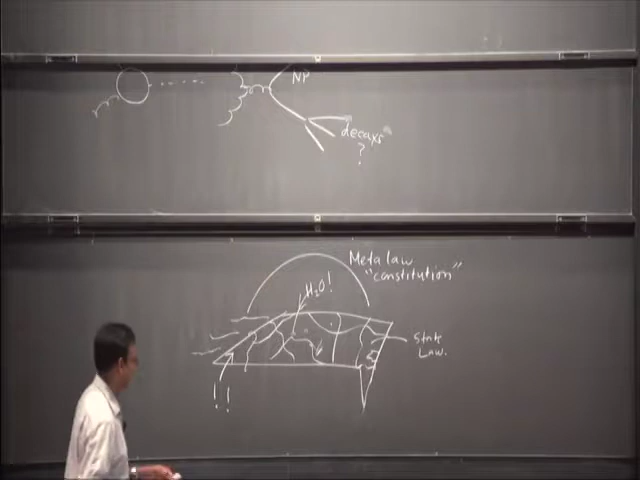 NP
"decays"
?
Meta law
"constitution"
H₂O!
State
Law.
!!